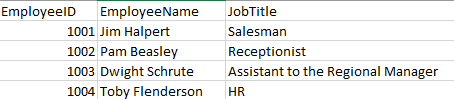 EmployeeID EmployeeName JobTitle
1001 Jim Halpert Salesman
1002 Pam Beasley Receptionist
1003 Dwight Schrute Assistant to the Regional Manager
1004 Toby Flenderson HR